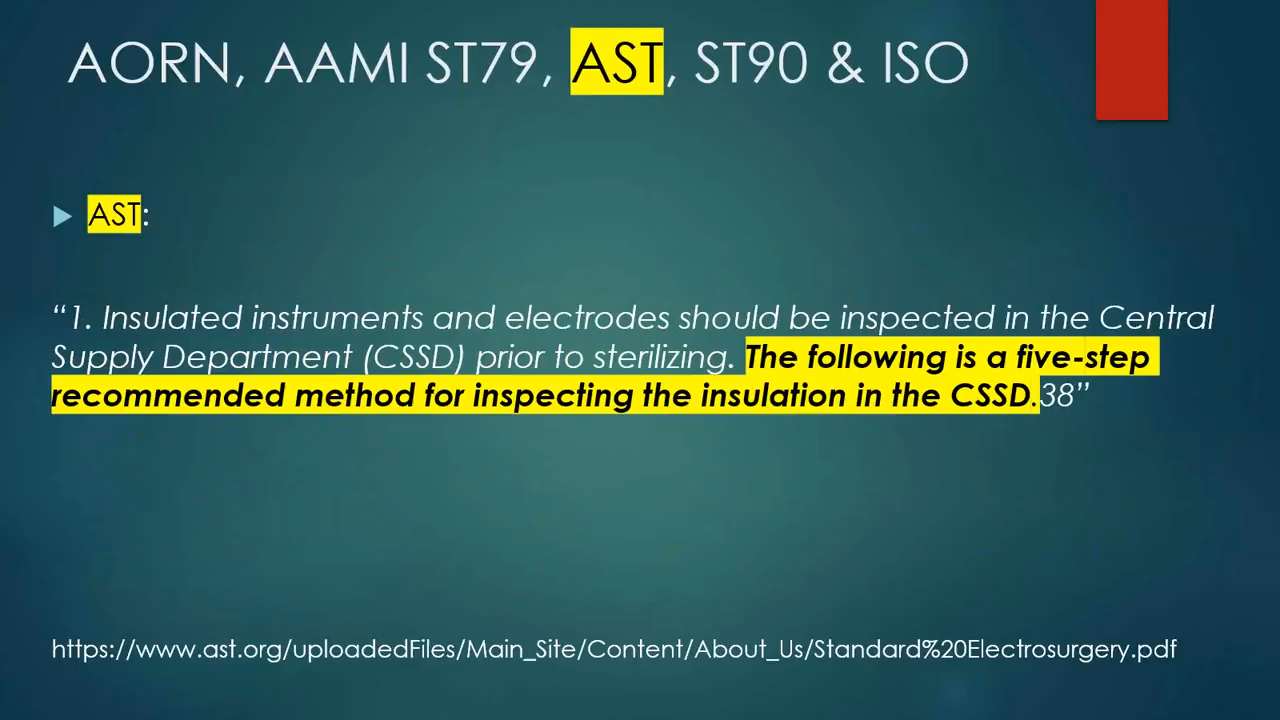 AORN, AAMI ST79, AST, ST90 & ISO
AST:
“1. Insulated instruments and electrodes should be inspected in the Central
Supply Department (CSSD) prior to sterilizing. The following is a five-step
recommended method for inspecting the insulation in the CSSD.38”
https://www.ast.org/uploadedFiles/Main_Site/Content/About_Us/Standard%20Electrosurgery.pdf